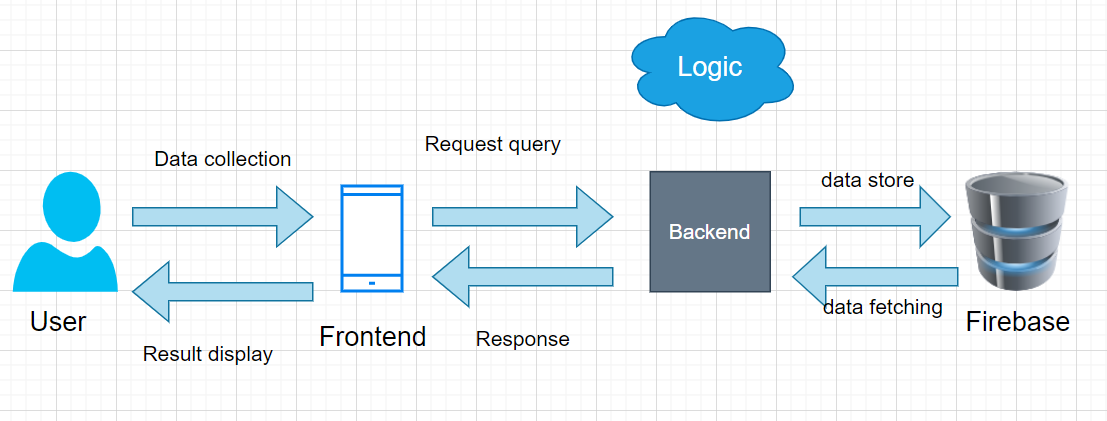 Logic
Request query
Data collection
data store
Backend
data fetching
User
Frontend
Response
Firebase
Result display